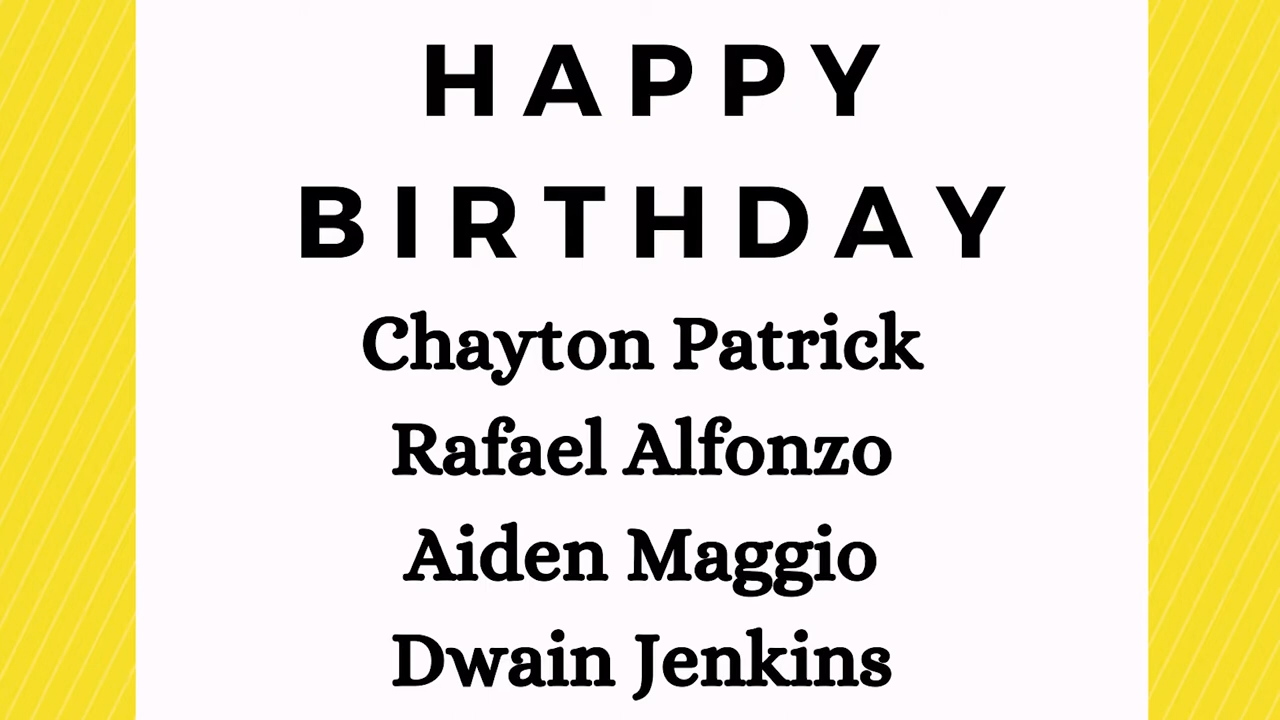 HAPPY
BIRTHDAY
Chayton Patrick
Rafael Alfonzo
Aiden Maggio
Dwain Jenkins